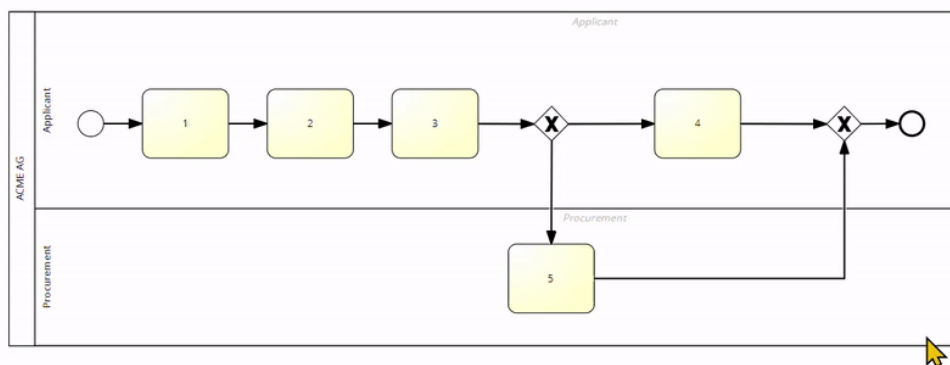 Applicant
ACME AG
Applicant
1
2
3
X
4
X
Procurement
Procurement
5